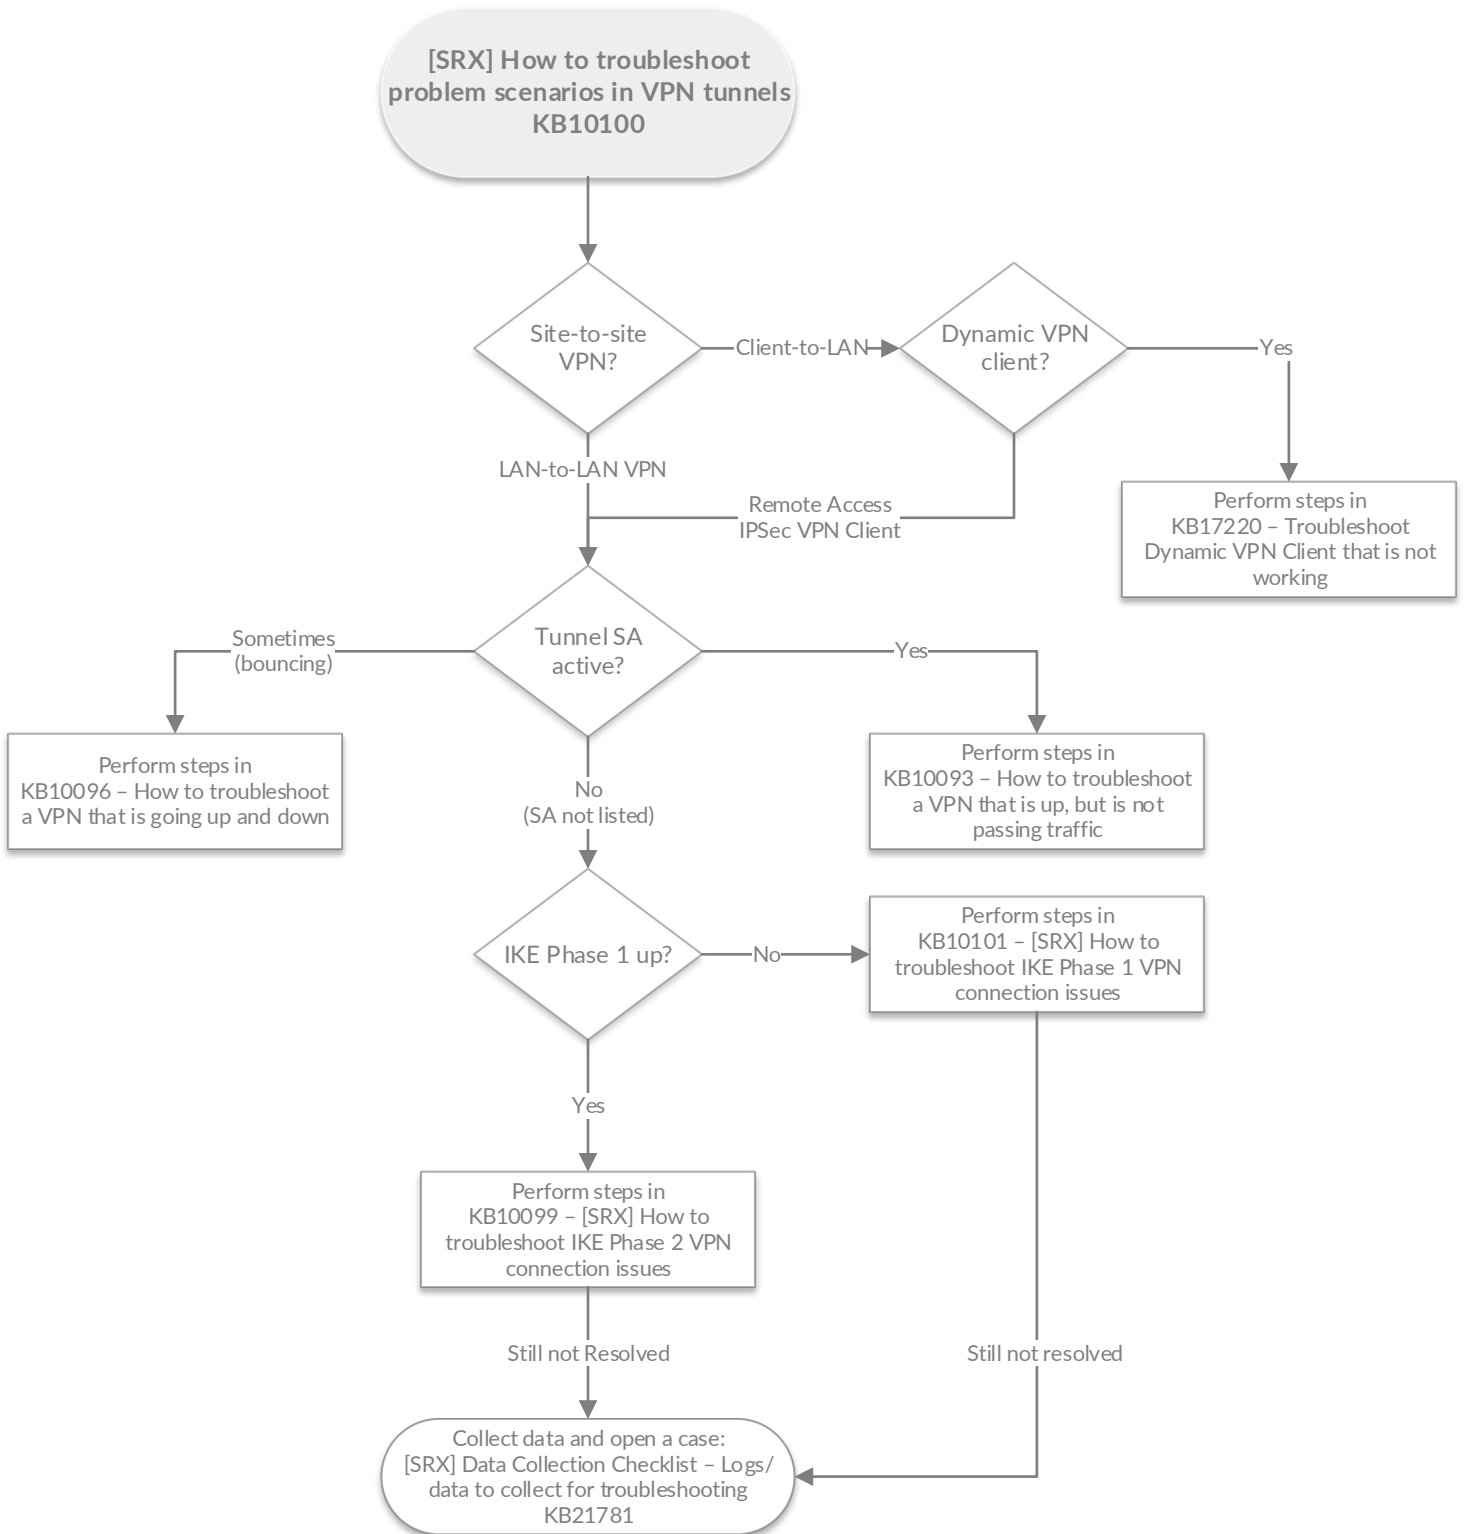 [SRX] How to troubleshoot
problem scenarios in VPN tunnels
KB10100
Site-to-site
VPN?
Client-to-LAN
Dynamic VPN
client?
Yes
LAN-to-LAN VPN
Remote Access
IPSec VPN Client
Perform steps in
KB17220 – Troubleshoot
Dynamic VPN Client that is not
working
Sometimes
(bouncing)
Tunnel SA
active?
Yes
Perform steps in
KB10096 – How to troubleshoot
a VPN that is going up and down
No
(SA not listed)
Perform steps in
KB10093 – How to troubleshoot
a VPN that is up, but is not
passing traffic
IKE Phase 1 up?
No
Perform steps in
KB10101 – [SRX] How to
troubleshoot IKE Phase 1 VPN
connection issues
Yes
Perform steps in
KB10099 – [SRX] How to
troubleshoot IKE Phase 2 VPN
connection issues
Still not Resolved
Still not resolved
Collect data and open a case:
[SRX] Data Collection Checklist – Logs/
data to collect for troubleshooting
KB21781